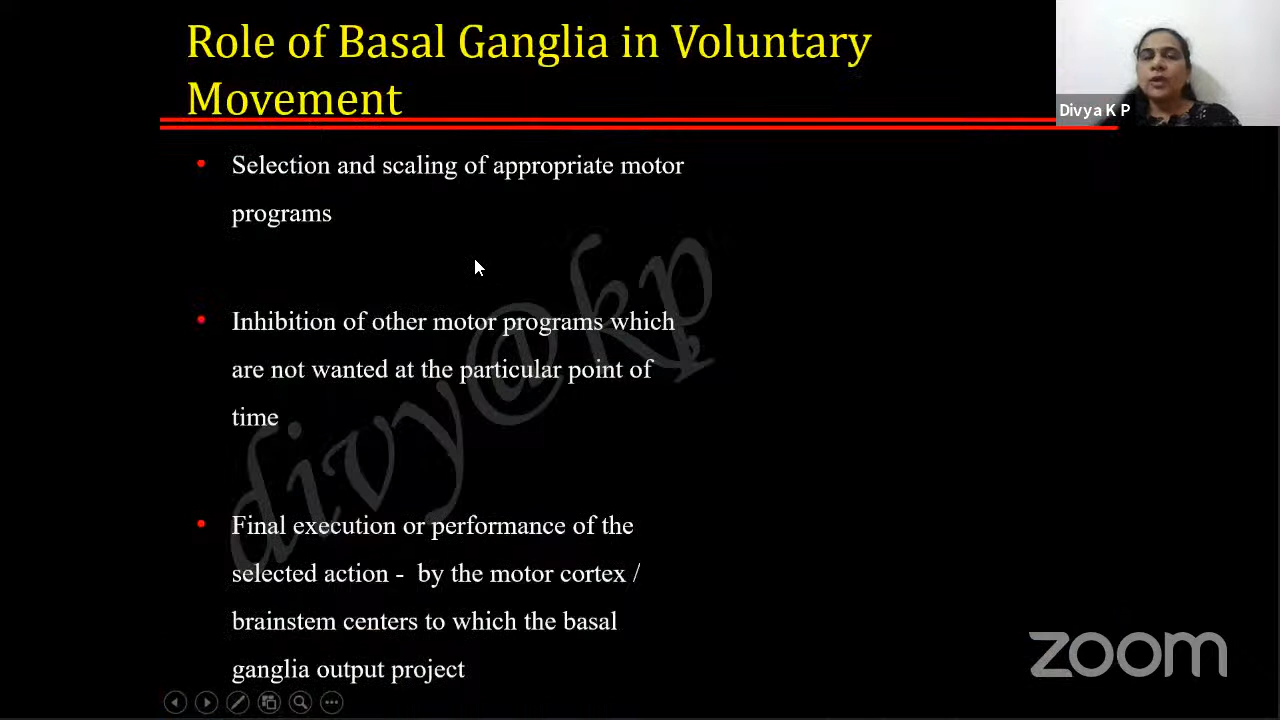 Role of Basal Ganglia in Voluntary
Movement
Divya K P
• Selection and scaling of appropriate motor
programs
• Inhibition of other motor programs which
are not wanted at the particular point of
time
• Final execution or performance of the
selected action -  by the motor cortex /
brainstem centers to which the basal
ganglia output project
divy@kp
zoom